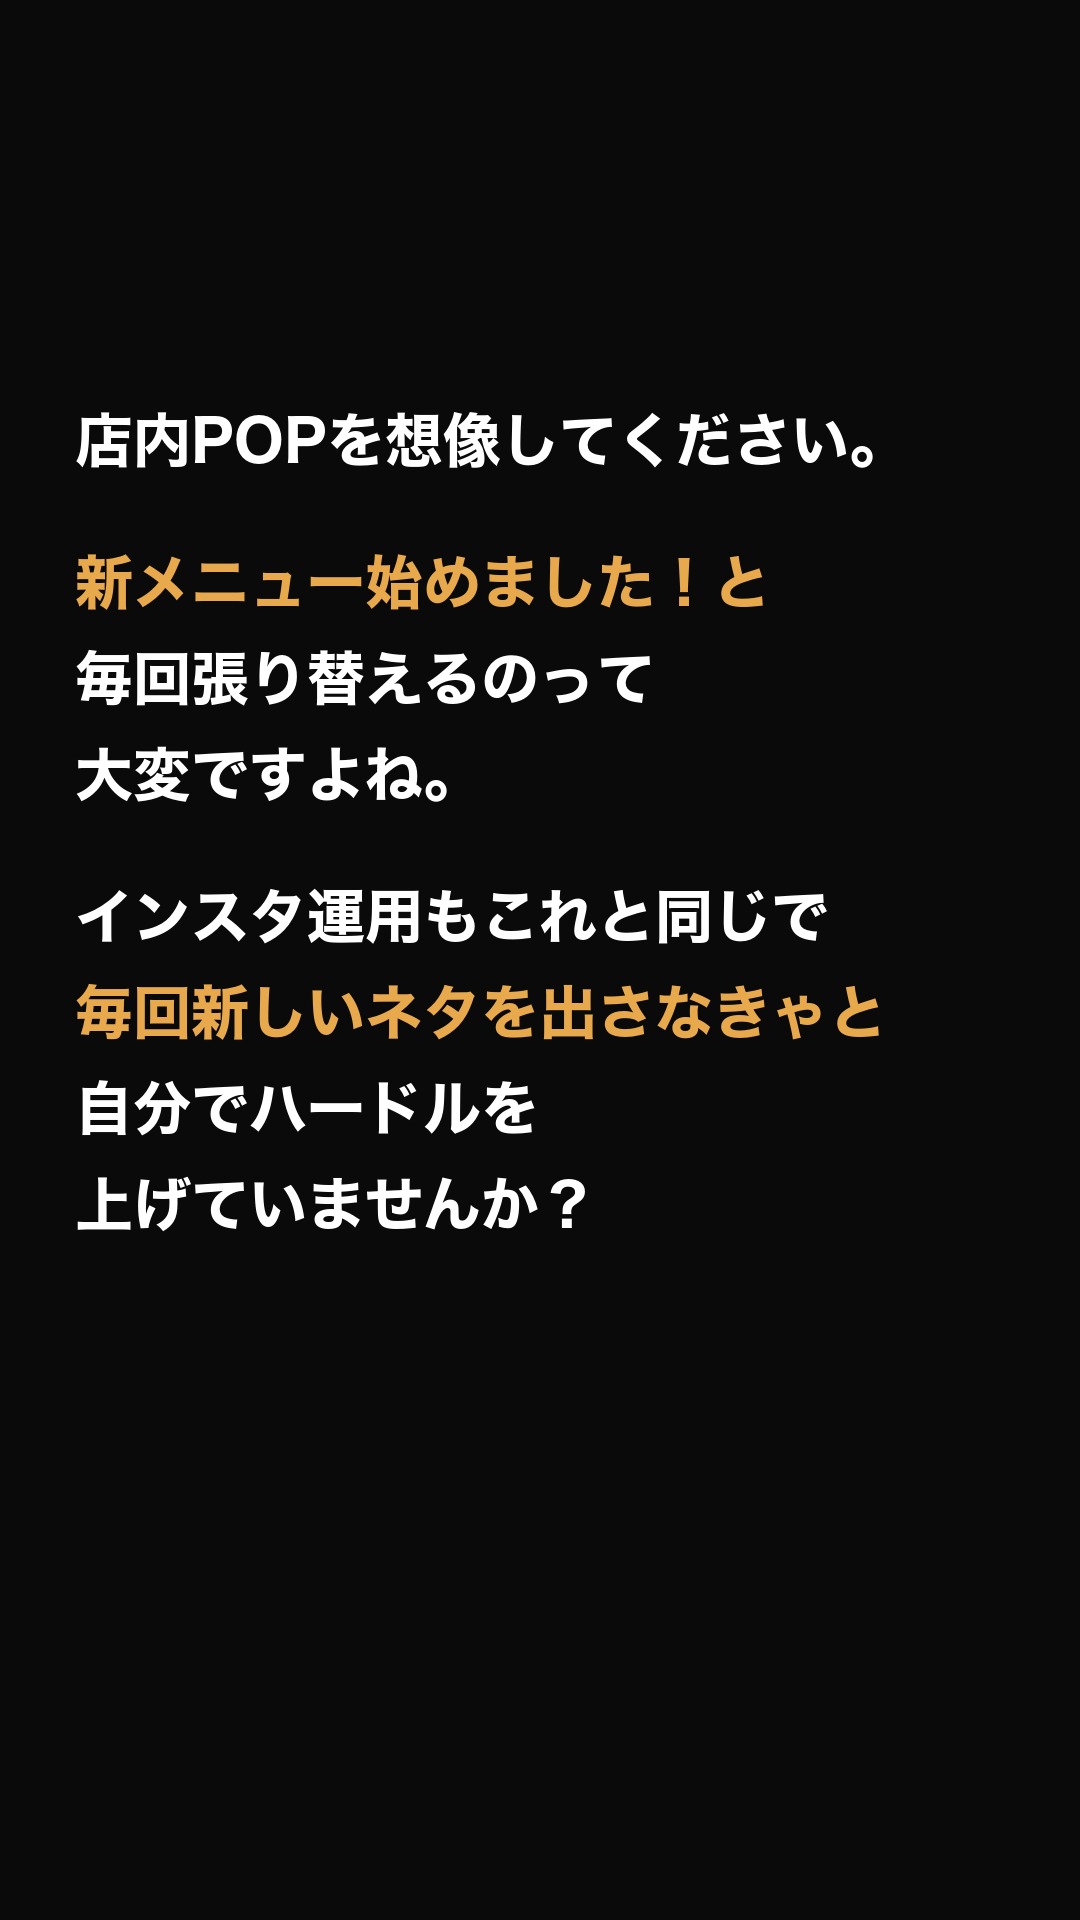 店内POPを想像してください。
新メニュー始めました！と
毎回張り替えるのって
大変ですよね。
インスタ運用もこれと同じで
毎回新しいネタを出さなきゃと
自分でハードルを
上げていませんか？